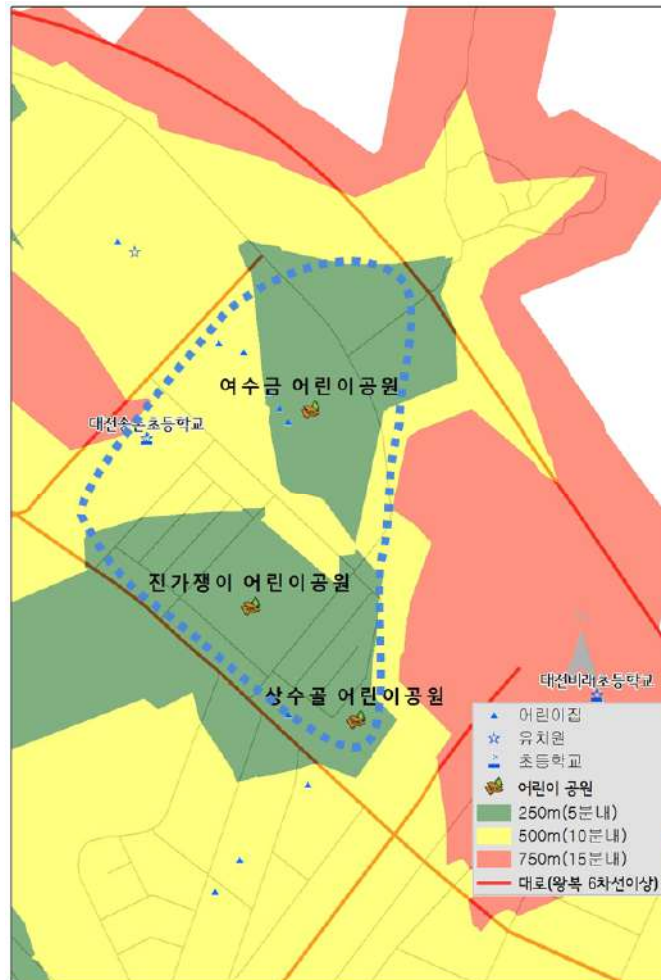 여수금 어린이공원
대전송촌초등학교
진가쟁이 어린이공원
상수골 어린이공원
대전비래초등학교
어린이집
유치원
초등학교
어린이 공원
250m(5분내)
500m(10분내)
750m(15분내)
대로(왕복 6차선이상)